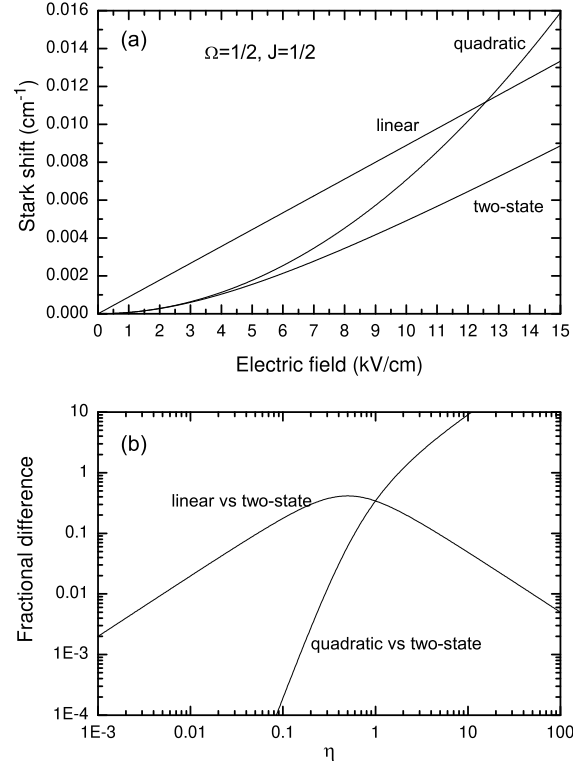 0.016
(a)
Ω=1/2, J=1/2
quadratic
0.014
0.012
linear
0.010
0.008
0.006
two-state
0.004
0.002
0.000
Stark shift (cm⁻¹)
0 1 2 3 4 5 6 7 8 9 10 11 12 13 14 15
Electric field (kV/cm)
10
(b)
1
linear vs two-state
0.1
0.01
quadratic vs two-state
1E-3
1E-4
Fractional difference
1E-3 0.01 0.1 1 10 100
η